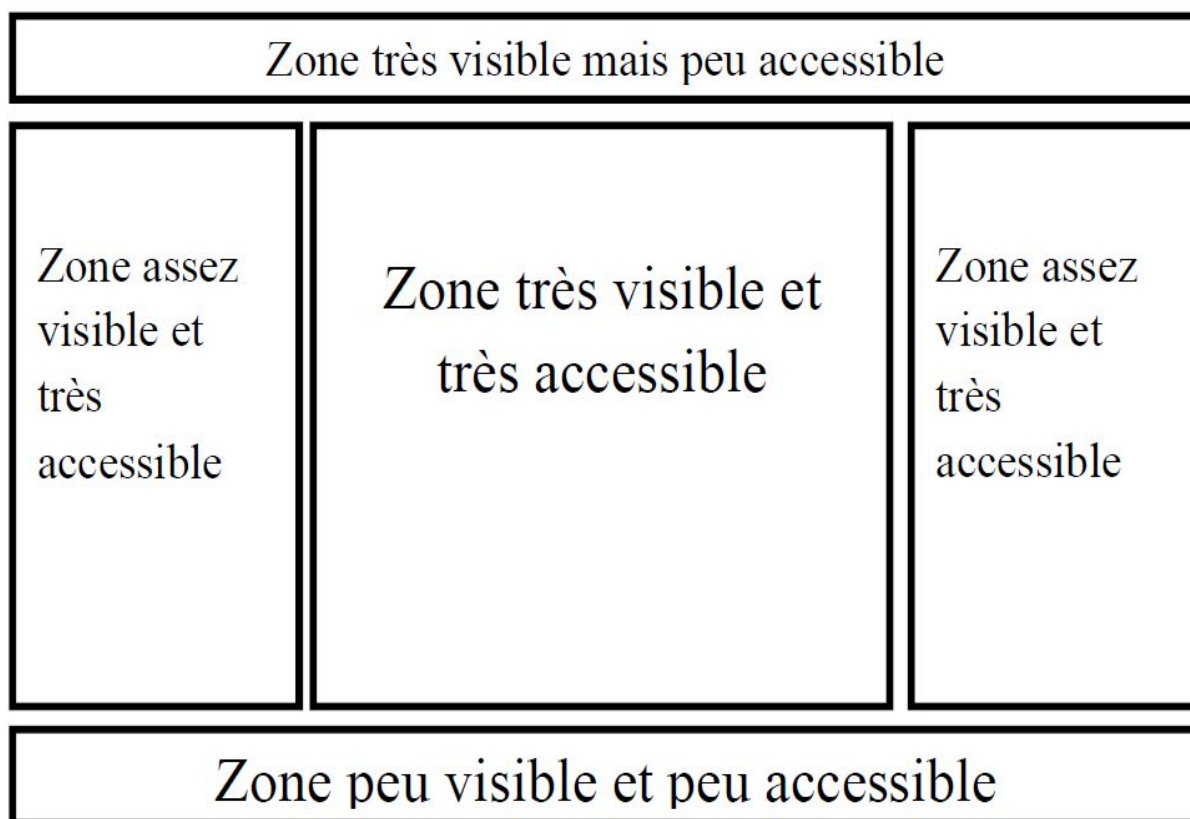 Zone très visible mais peu accessible
Zone assez
visible et
très
accessible
Zone très visible et
très accessible
Zone assez
visible et
très
accessible
Zone peu visible et peu accessible